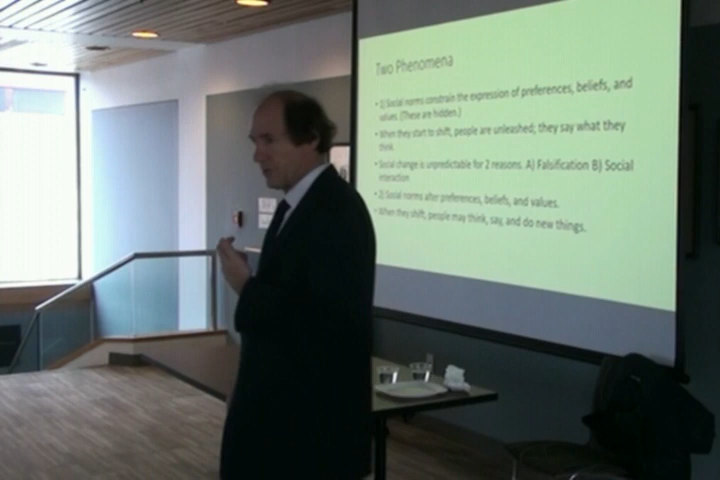 Two Phenomena
• 1) Social norms constrain the expression of preferences, beliefs, and
values. (These are hidden.)
• When they start to shift, people are unleashed; they say what they
think
• Social change is unpredictable for 2 reasons. A) Falsification B) Social
interaction
• 2) Social norms alter preferences, beliefs, and values.
• When they shift, people may think, say, and do new things.